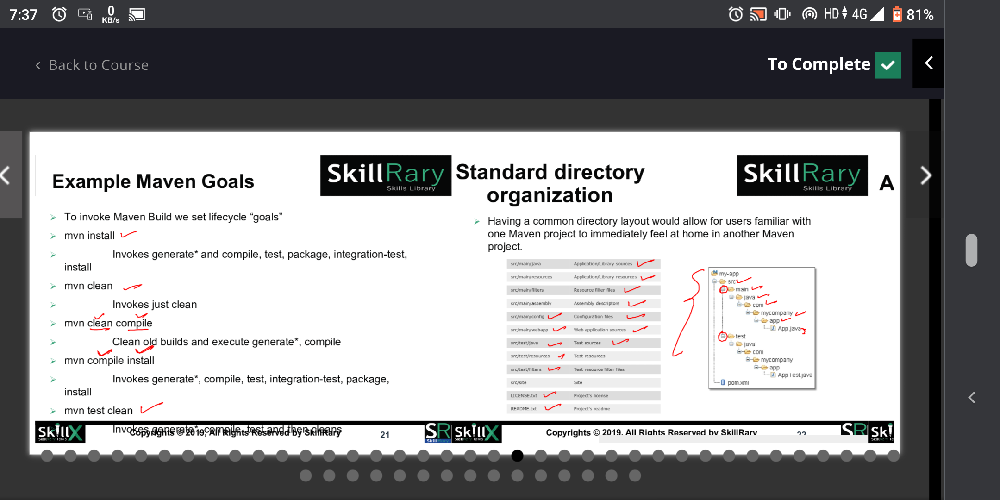 7:37
0
KB/s
HD 4G 81%
Back to Course
To Complete
Example Maven Goals
SkillRary
Skills Library
To invoke Maven Build we set lifecycle “goals”
mvn install
Invokes generate* and compile, test, package, integration-test,
install
mvn clean
Invokes just clean
mvn clean compile
Clean old builds and execute generate*, compile
mvn compile install
Invokes generate*, compile, test, integration-test, package,
install
mvn test clean
Invokes generate*, compile, test and then cleans
SkillX
Skill Rary Talks
Copyrights © 2019, All Rights Reserved by SkillRary
21
SR
SkillRary
Standard directory
organization
SkillRary
Skills Library
Having a common directory layout would allow for users familiar with
one Maven project to immediately feel at home in another Maven
project.
src/main/java Application/Library sources
src/main/resources Application/Library resources
src/main/filters Resource filter files
src/main/assembly Assembly descriptors
src/main/config Configuration files
src/main/webapp Web application sources
src/test/java Test sources
src/test/resources Test resources
src/test/filters Test resource filter files
src/site Site
LICENSE.txt Project's license
README.txt Project's readme
my-app
src
main
java
com
mycompany
app
App.java
test
java
com
mycompany
app
AppTest.java
pom.xml
SkillX
Skill Rary Talks
Copyrights © 2019, All Rights Reserved by SkillRary
22
SR
A
Ski